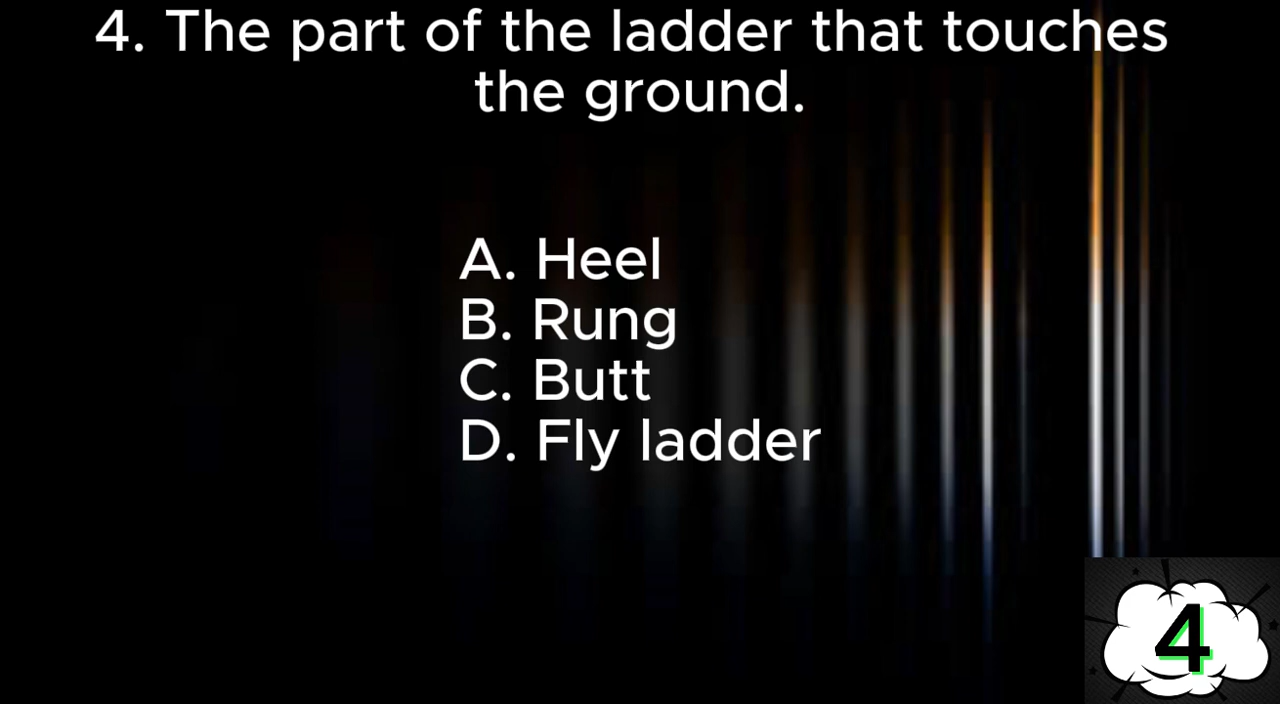 4. The part of the ladder that touches
the ground.
A. Heel
B. Rung
C. Butt
D. Fly ladder
4